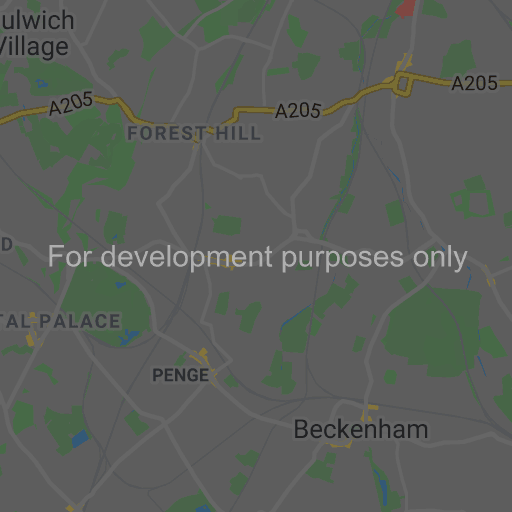 ulwich
Village
A205
A205
A205
FOREST HILL
D
For development purposes only
TAL PALACE
PENGE
Beckenham